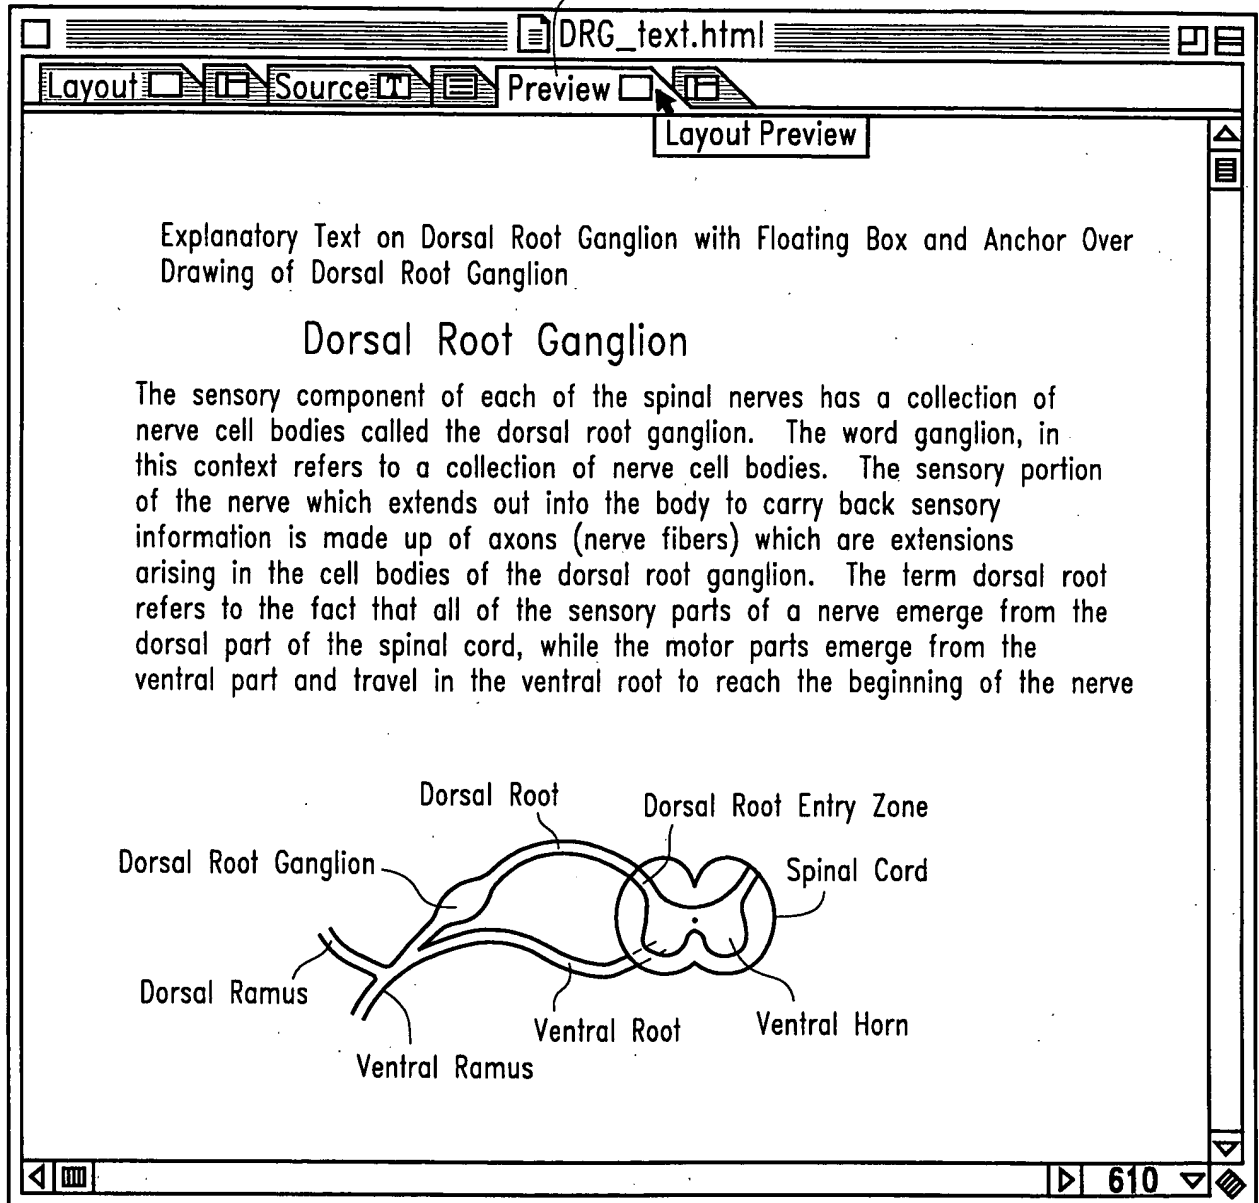 DRG_text.html
Layout Source T Preview
Layout Preview
Explanatory Text on Dorsal Root Ganglion with Floating Box and Anchor Over
Drawing of Dorsal Root Ganglion
Dorsal Root Ganglion
The sensory component of each of the spinal nerves has a collection of
nerve cell bodies called the dorsal root ganglion. The word ganglion, in
this context refers to a collection of nerve cell bodies. The sensory portion
of the nerve which extends out into the body to carry back sensory
information is made up of axons (nerve fibers) which are extensions
arising in the cell bodies of the dorsal root ganglion. The term dorsal root
refers to the fact that all of the sensory parts of a nerve emerge from the
dorsal part of the spinal cord, while the motor parts emerge from the
ventral part and travel in the ventral root to reach the beginning of the nerve
Dorsal Root
Dorsal Root Entry Zone
Dorsal Root Ganglion
Spinal Cord
Dorsal Ramus
Ventral Root
Ventral Horn
Ventral Ramus
610